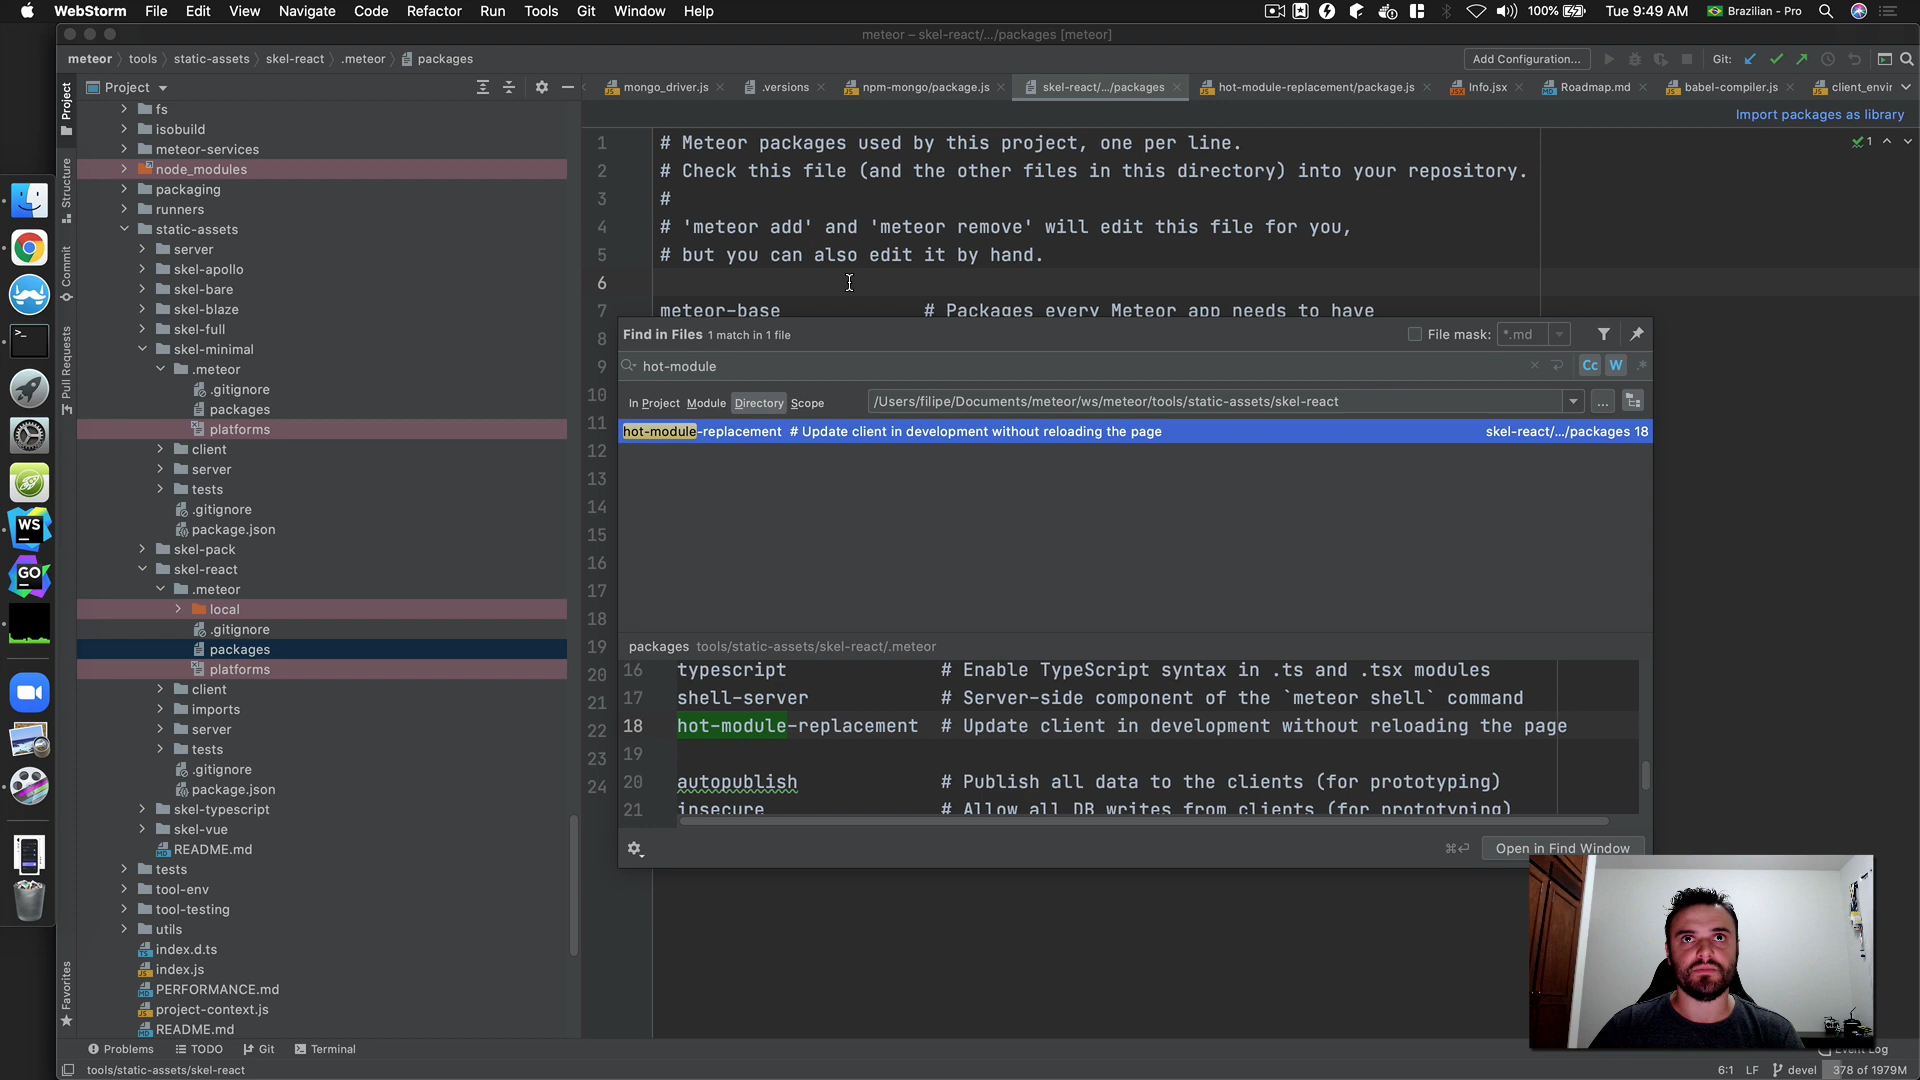 WebStorm File Edit View Navigate Code Refactor Run Tools Git Window Help
100% Tue 9:49 AM Brazilian - Pro
meteor – skel-react/.../packages [meteor]
meteor tools static-assets skel-react .meteor packages
Add Configuration... Git:
Project
mongo_driver.js .versions npm-mongo/package.js skel-react/.../packages hot-module-replacement/package.js Info.jsx Roadmap.md babel-compiler.js client_envir
Import packages as library
Project
Structure
Commit
Pull Requests
Favorites
fs
isobuild
meteor-services
node_modules
packaging
runners
static-assets
server
skel-apollo
skel-bare
skel-blaze
skel-full
skel-minimal
.meteor
.gitignore
packages
platforms
client
server
tests
.gitignore
package.json
skel-pack
skel-react
.meteor
local
.gitignore
packages
platforms
client
imports
server
tests
.gitignore
package.json
skel-typescript
skel-vue
README.md
tests
tool-env
tool-testing
utils
index.d.ts
index.js
PERFORMANCE.md
project-context.js
README.md
1 # Meteor packages used by this project, one per line.
2 # Check this file (and the other files in this directory) into your repository.
3 #
4 # 'meteor add' and 'meteor remove' will edit this file for you,
5 # but you can also edit it by hand.
6
7 meteor-base # Packages every Meteor app needs to have
8
9
10
11
12
13
14
15
16
17
18
19
20
21
22
23
24
1
Find in Files 1 match in 1 file
File mask: *.md
hot-module
Cc W .*
In Project Module Directory Scope /Users/filipe/Documents/meteor/ws/meteor/tools/static-assets/skel-react ...
hot-module-replacement # Update client in development without reloading the page skel-react/.../packages 18
packages tools/static-assets/skel-react/.meteor
16 typescript # Enable TypeScript syntax in .ts and .tsx modules
17 shell-server # Server-side component of the `meteor shell` command
18 hot-module-replacement # Update client in development without reloading the page
19
20 autopublish # Publish all data to the clients (for prototyping)
21 insecure # Allow all DB writes from clients (for prototyping)
⌘↩ Open in Find Window
WS
GO
Problems TODO Git Terminal
Event Log
tools/static-assets/skel-react
6:1 LF devel 378 of 1979M